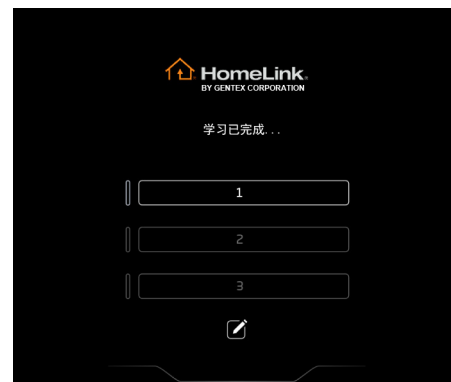 HomeLink.
BY GENTEX CORPORATION
学习已完成...
1
2
3